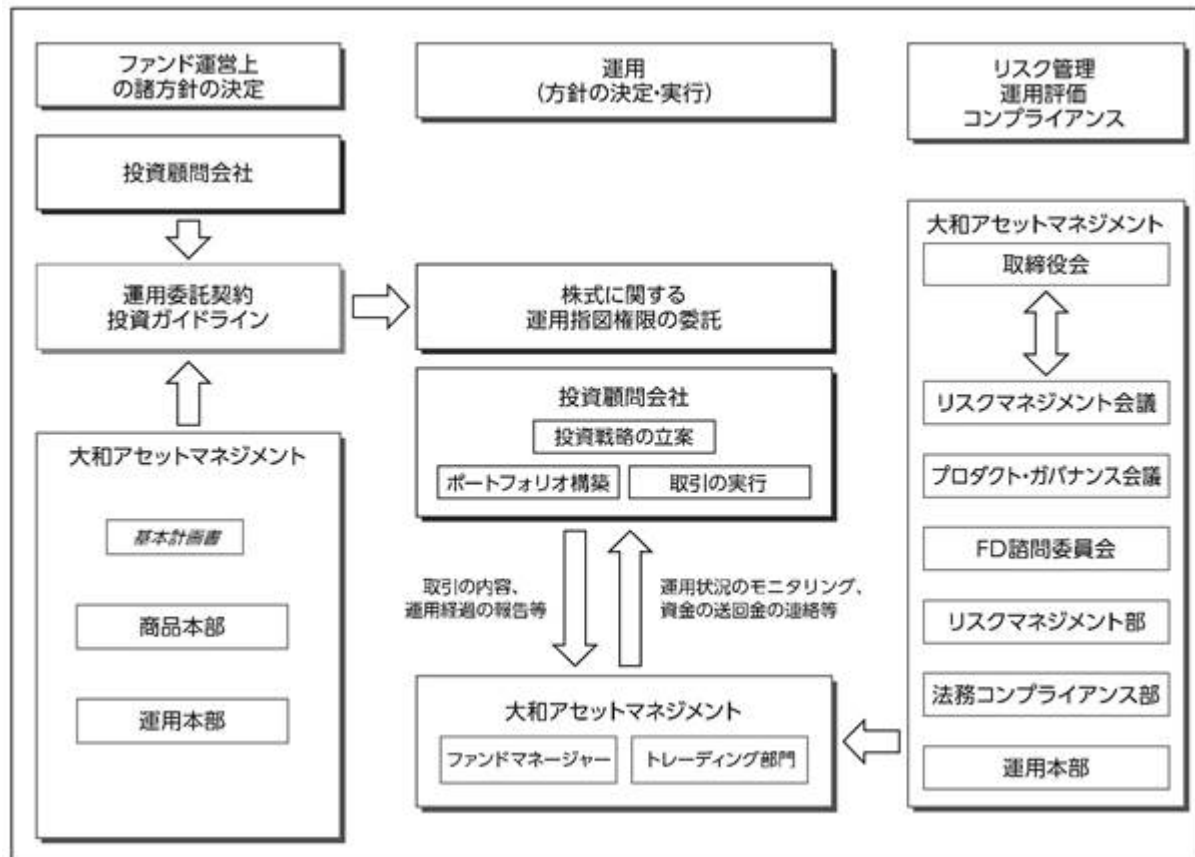 ファンド運営上
の諸方針の決定
運用
(方針の決定・実行)
リスク管理
運用評価
コンプライアンス
投資顧問会社
運用委託契約
投資ガイドライン
株式に関する
運用指図権限の委託
大和アセットマネジメント
基本計画書
商品本部
運用本部
投資顧問会社
投資戦略の立案
ポートフォリオ構築
取引の実行
取引の内容、
運用経過の報告等
運用状況のモニタリング、
資金の送回金の連絡等
大和アセットマネジメント
ファンドマネージャー
トレーディング部門
大和アセットマネジメント
取締役会
リスクマネジメント会議
プロダクト・ガバナンス会議
FD諮問委員会
リスクマネジメント部
法務コンプライアンス部
運用本部